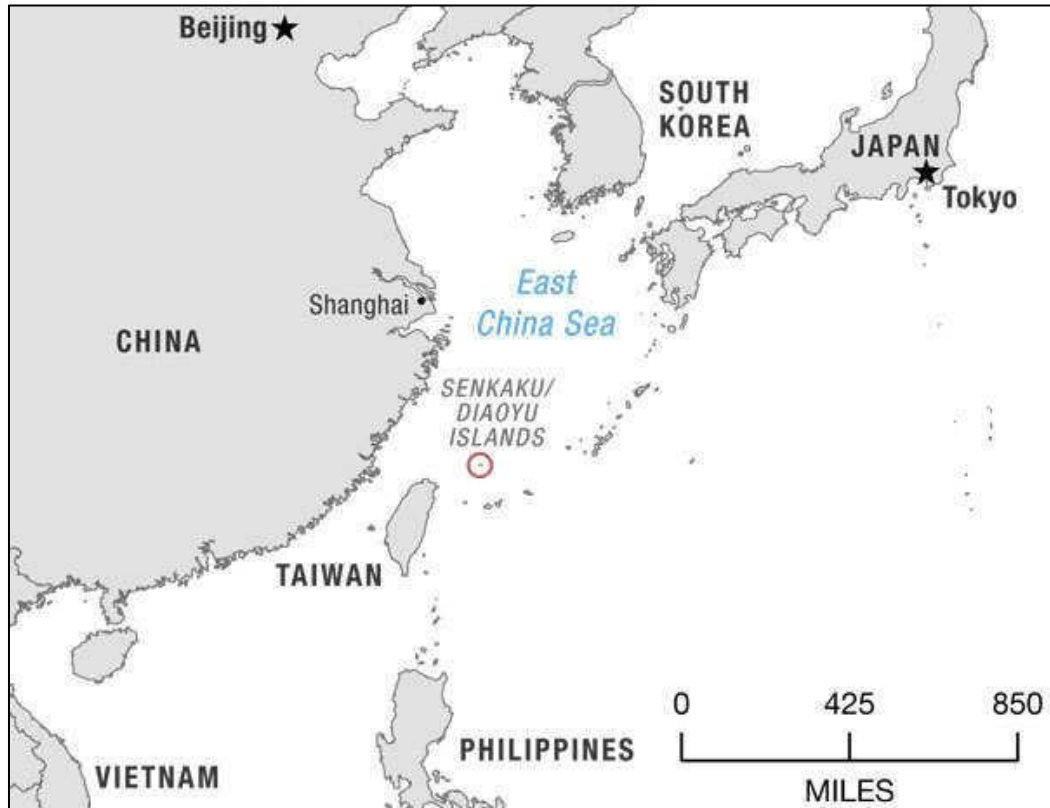 Beijing
SOUTH
KOREA
JAPAN
Tokyo
East
China Sea
Shanghai
CHINA
SENKAKU/
DIAOYU
ISLANDS
TAIWAN
PHILIPPINES
VIETNAM
0 425 850
MILES